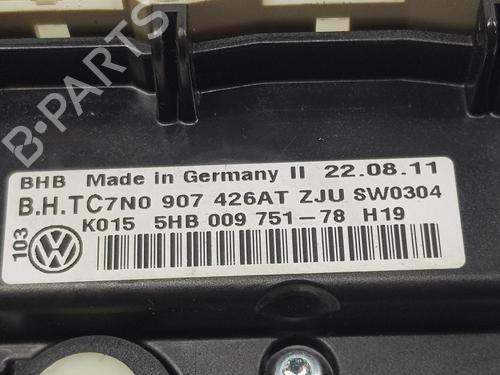 B-PARTS
BHB Made in Germany II 22.08.11
B.H.TC7N0 907 426AT ZJU SW0304
K015 5HB 009 751-78 H19
103